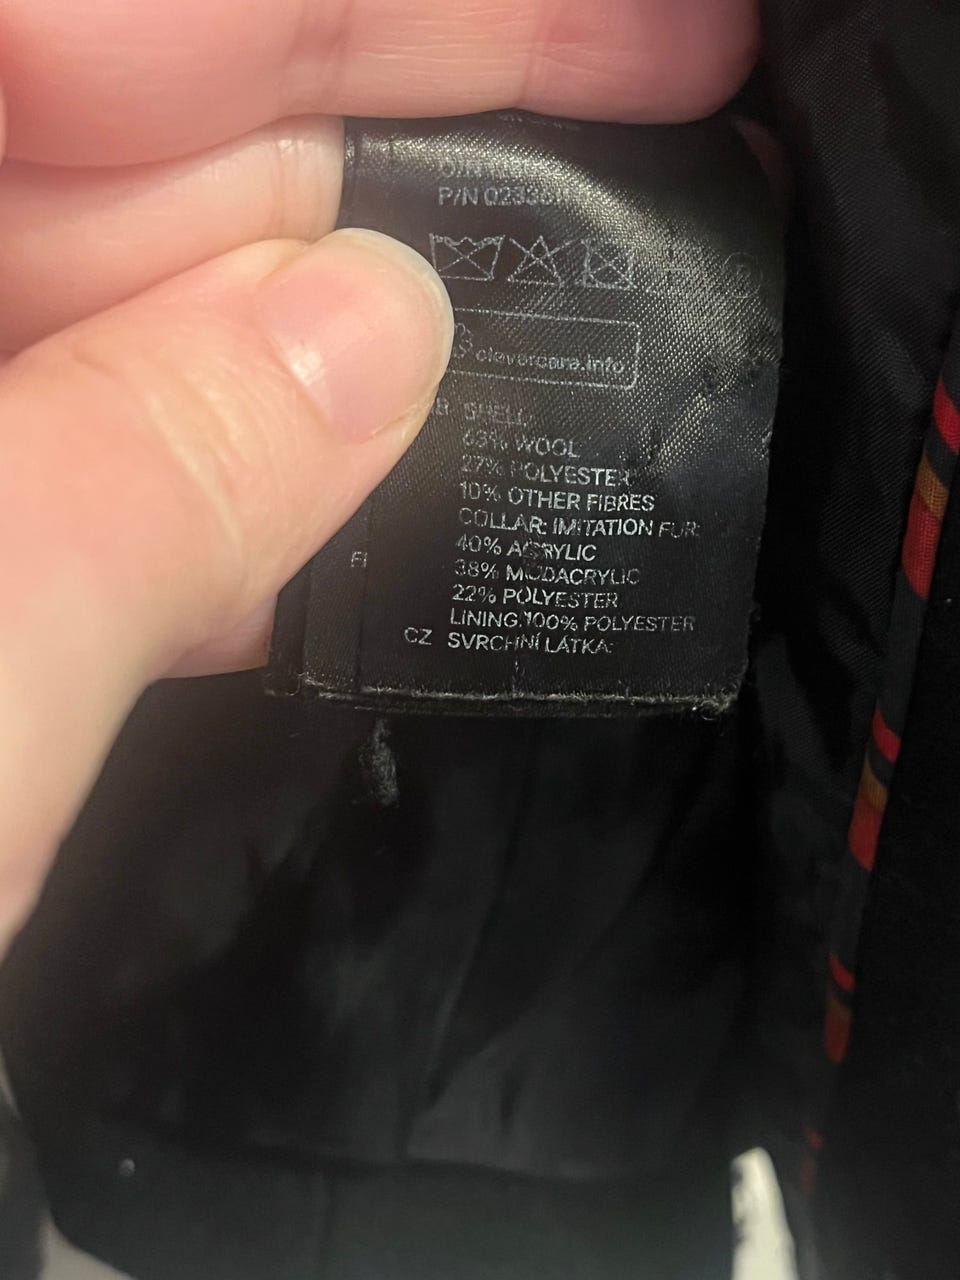 P/N
clevercare.info
SHELL:
63% WOOL
27% POLYESTER
10% OTHER FIBRES
COLLAR: IMITATION FUR:
40% ACRYLIC
38% MODACRYLIC
22% POLYESTER
LINING:100% POLYESTER
CZ SVRCHNÍ LÁTKA: